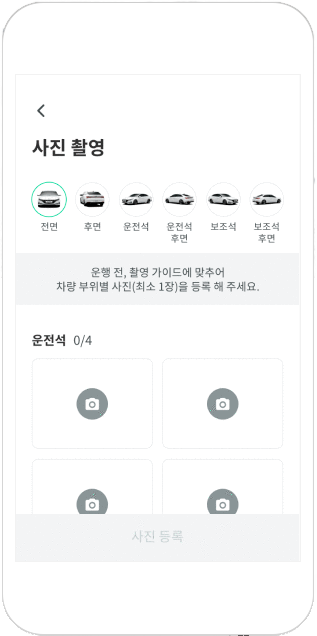 사진 촬영
전면 후면 운전석 운전석 후면 보조석 보조석 후면
운행 전, 촬영 가이드에 맞추어
차량 부위별 사진(최소 1장)을 등록 해 주세요.
운전석 0/4
사진 등록